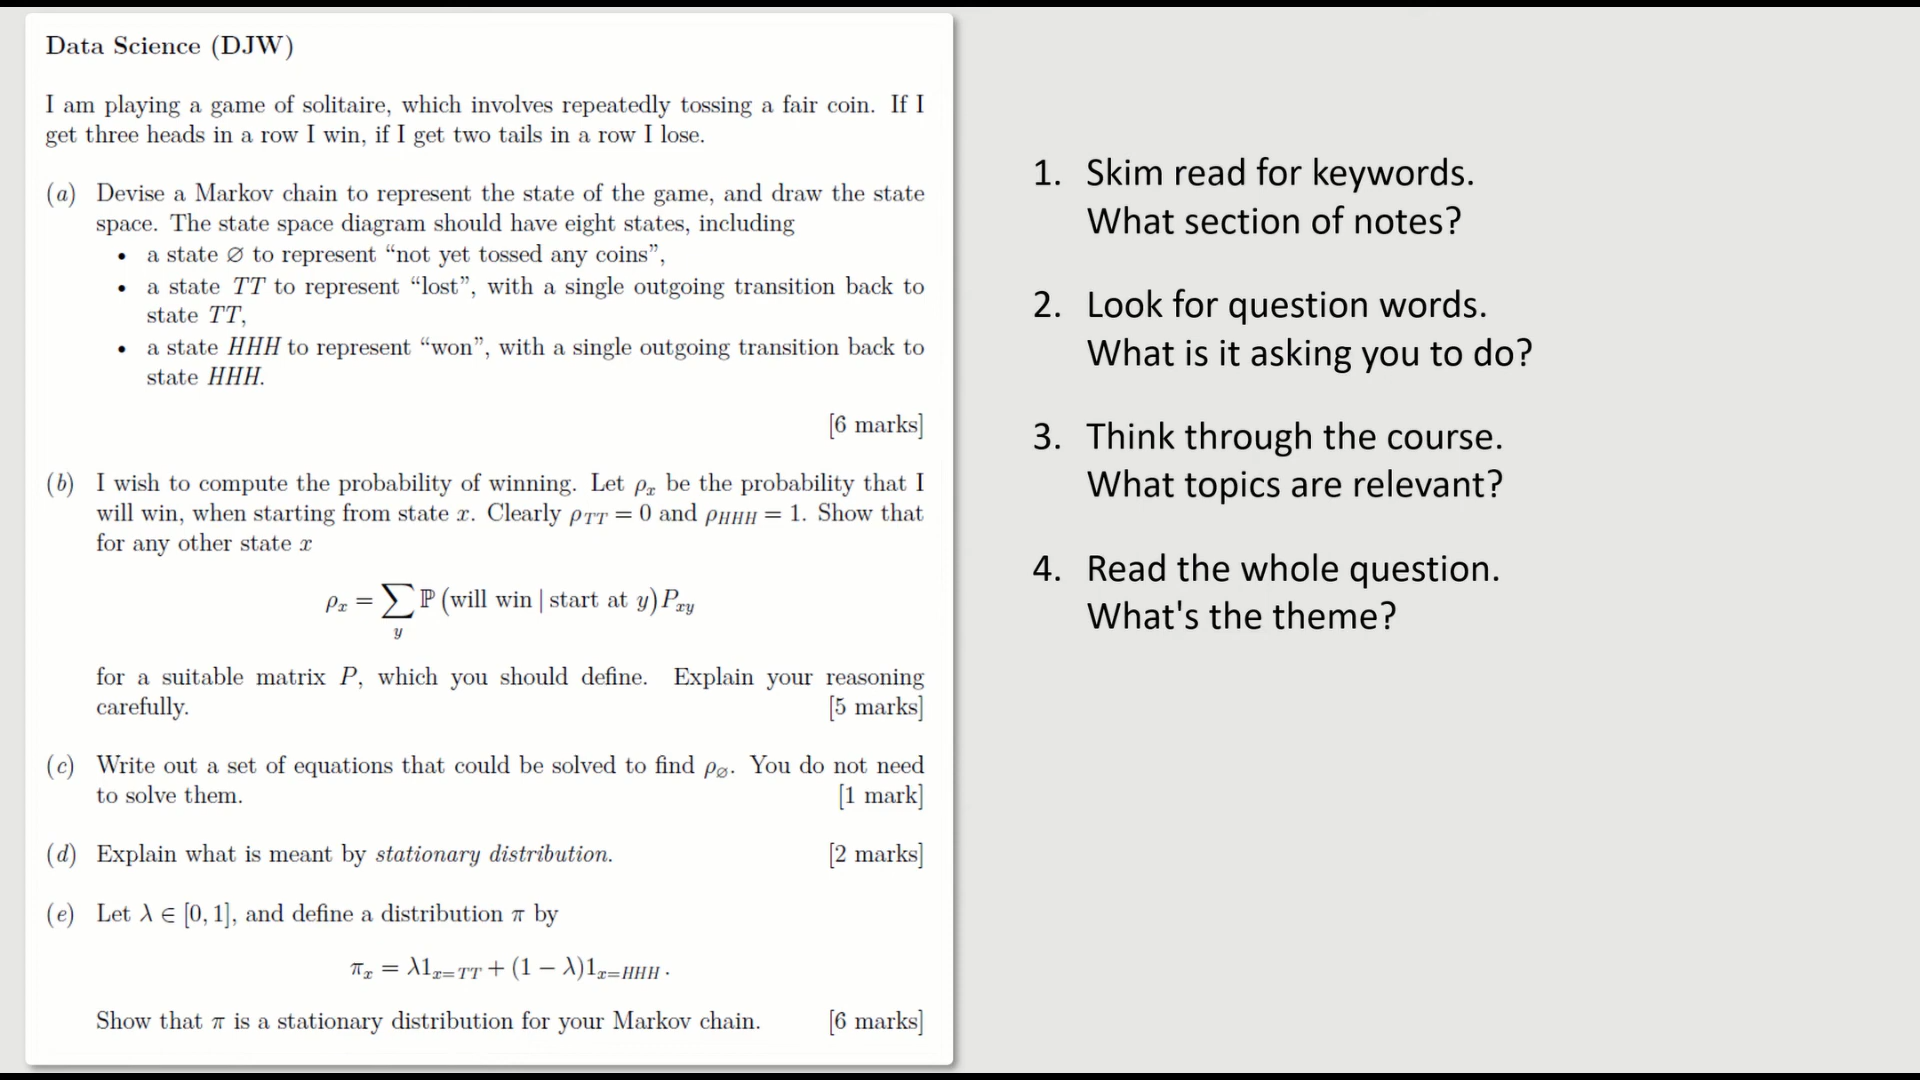 Data Science (DJW)
I am playing a game of solitaire, which involves repeatedly tossing a fair coin. If I
get three heads in a row I win, if I get two tails in a row I lose.
(a) Devise a Markov chain to represent the state of the game, and draw the state
space. The state space diagram should have eight states, including
• a state ∅ to represent “not yet tossed any coins”,
• a state TT to represent “lost”, with a single outgoing transition back to
state TT,
• a state HHH to represent “won”, with a single outgoing transition back to
state HHH.
[6 marks]
(b) I wish to compute the probability of winning. Let ρₓ be the probability that I
will win, when starting from state x. Clearly ρ_TT = 0 and ρ_HHH = 1. Show that
for any other state x
ρₓ = ∑_y ℙ (will win | start at y) P_xy
for a suitable matrix P, which you should define. Explain your reasoning
carefully. [5 marks]
(c) Write out a set of equations that could be solved to find ρ_∅. You do not need
to solve them. [1 mark]
(d) Explain what is meant by stationary distribution. [2 marks]
(e) Let λ ∈ [0, 1], and define a distribution π by
πₓ = λ1_{x=TT} + (1 − λ)1_{x=HHH} .
Show that π is a stationary distribution for your Markov chain. [6 marks]
1. Skim read for keywords.
What section of notes?
2. Look for question words.
What is it asking you to do?
3. Think through the course.
What topics are relevant?
4. Read the whole question.
What's the theme?